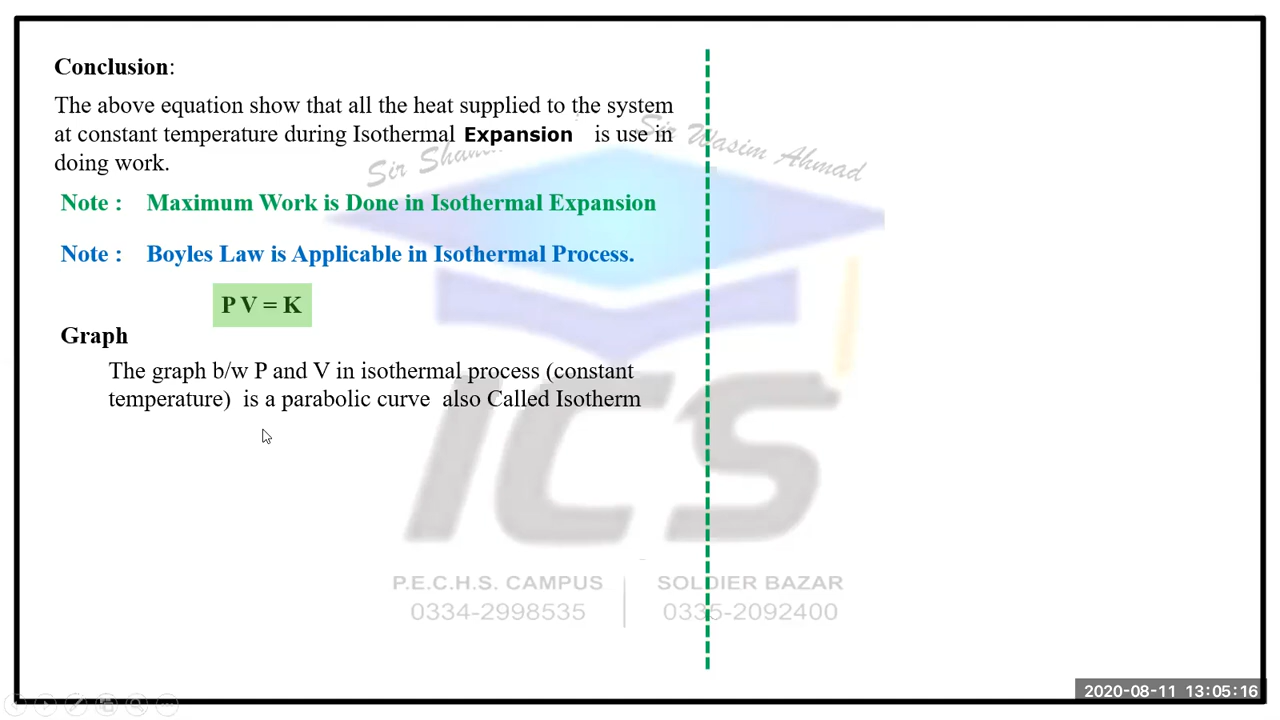 Conclusion:
The above equation show that all the heat supplied to the system
at constant temperature during Isothermal Expansion is use in
doing work.
Sir Wasim Ahmad
Note : Maximum Work is Done in Isothermal Expansion
Note : Boyles Law is Applicable in Isothermal Process.
P V = K
Graph
The graph b/w P and V in isothermal process (constant
temperature) is a parabolic curve also Called Isotherm
ICS
P.E.C.H.S. CAMPUS
0334-2998535
SOLDIER BAZAR
0335-2092400
2020-08-11 13:05:16